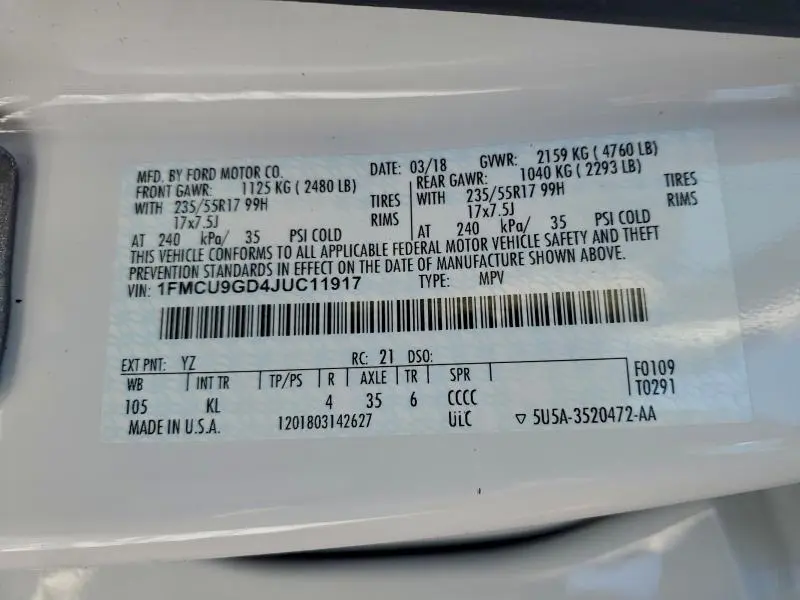 MFD. BY FORD MOTOR CO. DATE: 03/18 GVWR: 2159 KG ( 4760 LB)
FRONT GAWR: 1125 KG ( 2480 LB) REAR GAWR: 1040 KG ( 2293 LB)
WITH 235/55R17 99H TIRES WITH 235/55R17 99H TIRES
17x7.5J RIMS 17x7.5J RIMS
AT 240 kPa/ 35 PSI COLD AT 240 kPa/ 35 PSI COLD
THIS VEHICLE CONFORMS TO ALL APPLICABLE FEDERAL MOTOR VEHICLE SAFETY AND THEFT
PREVENTION STANDARDS IN EFFECT ON THE DATE OF MANUFACTURE SHOWN ABOVE.
VIN: 1FMCU9GD4JUC11917 TYPE: MPV
EXT PNT: YZ RC: 21 DSO:
WB INT TR TP/PS R AXLE TR SPR F0109
105 KL 4 35 6 CCCC T0291
MADE IN U.S.A. 1201803142627 ULC ▽ 5U5A-3520472-AA